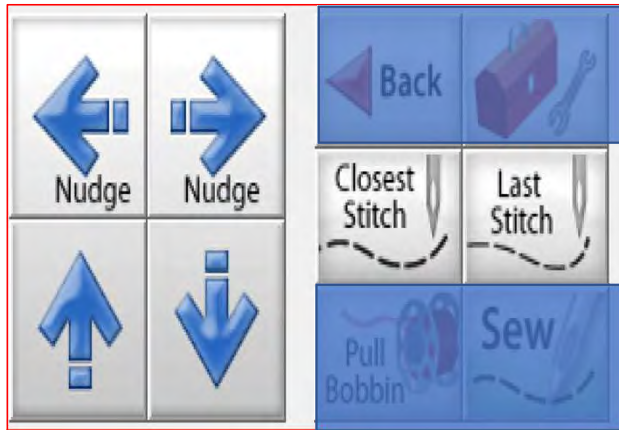 Nudge
Nudge
Back
Closest
Stitch
Last
Stitch
Pull
Bobbin
Sew